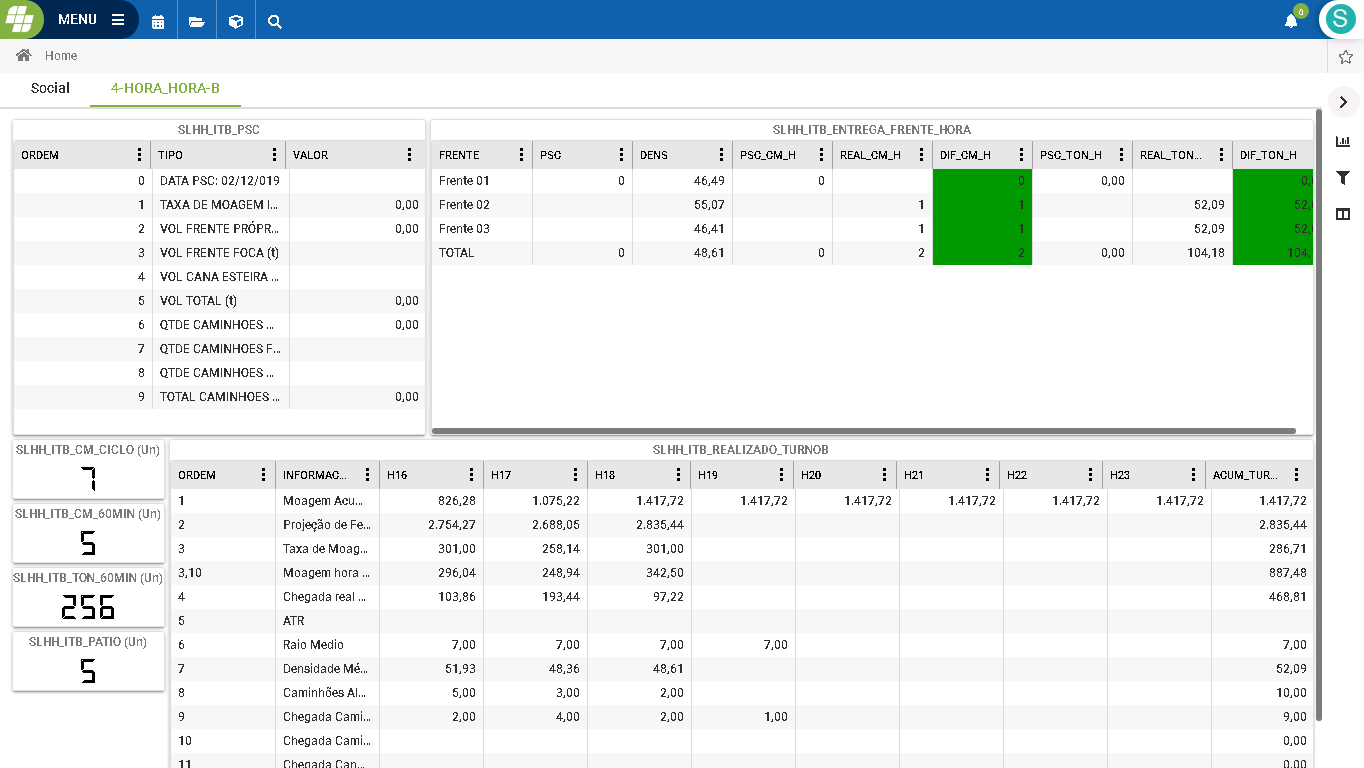 MENU
0
S
Home
Social 4-HORA_HORA-B
SLHH_ITB_PSC
ORDEM TIPO VALOR
0 DATA PSC: 02/12/019
1 TAXA DE MOAGEM I... 0,00
2 VOL FRENTE PRÓPR... 0,00
3 VOL FRENTE FOCA (t)
4 VOL CANA ESTEIRA ...
5 VOL TOTAL (t) 0,00
6 QTDE CAMINHOES ... 0,00
7 QTDE CAMINHOES F...
8 QTDE CAMINHOES ...
9 TOTAL CAMINHOES ... 0,00
SLHH_ITB_ENTREGA_FRENTE_HORA
FRENTE PSC DENS PSC_CM_H REAL_CM_H DIF_CM_H PSC_TON_H REAL_TON... DIF_TON_H
Frente 01 0 46,49 0 0 0,00 0,
Frente 02 55,07 1 1 52,09 52,
Frente 03 46,41 1 1 52,09 52,
TOTAL 0 48,61 0 2 2 0,00 104,18 104,
SLHH_ITB_CM_CICLO (Un)
7
SLHH_ITB_CM_60MIN (Un)
5
SLHH_ITB_TON_60MIN (Un)
256
SLHH_ITB_PATIO (Un)
5
SLHH_ITB_REALIZADO_TURNOB
ORDEM INFORMAC... H16 H17 H18 H19 H20 H21 H22 H23 AGUM_TUR...
1 Moagem Acu... 826,28 1.075,22 1.417,72 1.417,72 1.417,72 1.417,72 1.417,72 1.417,72 1.417,72
2 Projeção de Fe... 2.754,27 2.688,05 2.835,44 2.835,44
3 Taxa de Moag... 301,00 258,14 301,00 286,71
3,10 Moagem hora ... 296,04 248,94 342,50 887,48
4 Chegada real ... 103,86 193,44 97,22 468,81
5 ATR
6 Raio Medio 7,00 7,00 7,00 7,00 7,00
7 Densidade Mé... 51,93 48,36 48,61 52,09
8 Caminhões Al... 5,00 3,00 2,00 10,00
9 Chegada Cami... 2,00 4,00 2,00 1,00 9,00
10 Chegada Cami... 0,00
11 Chegada Can... 0,00